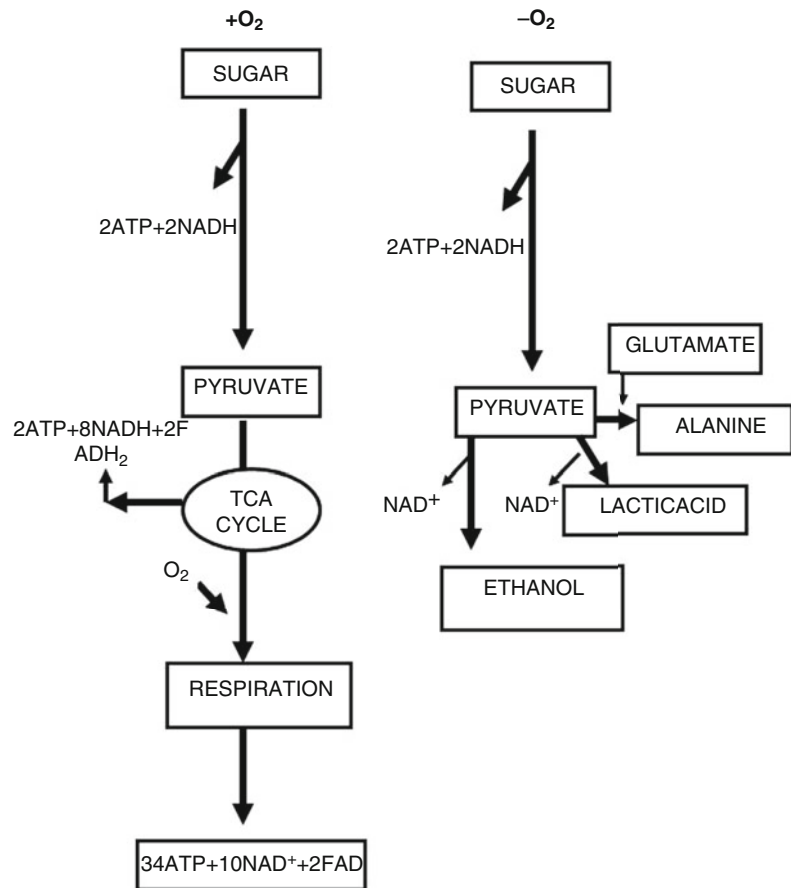 +O₂
SUGAR
2ATP+2NADH
PYRUVATE
2ATP+8NADH+2F
ADH₂
TCA
CYCLE
O₂
RESPIRATION
34ATP+10NAD⁺+2FAD
–O₂
SUGAR
2ATP+2NADH
GLUTAMATE
PYRUVATE
ALANINE
NAD⁺
NAD⁺
LACTICACID
ETHANOL